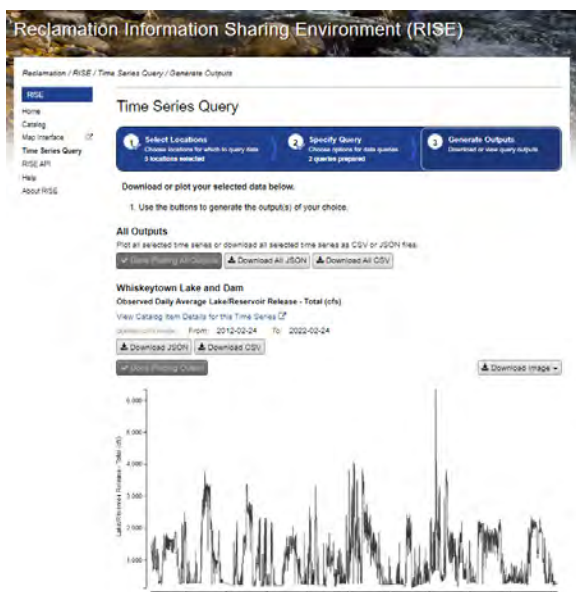 Reclamation Information Sharing Environment (RISE)
Reclamation / RISE / Time Series Query / Generate Outputs
RISE
Home
Catalog
Map Interface
Time Series Query
RISE API
Help
About RISE
Time Series Query
1 Select Locations
Choose locations for which to query data
3 locations selected
2 Specify Query
Choose options for data queries
2 queries prepared
3 Generate Outputs
Download or view query outputs
Download or plot your selected data below.
1. Use the buttons to generate the output(s) of your choice.
All Outputs
Plot all selected time series or download all selected time series as CSV or JSON files.
Done Plotting All Outputs
Download All JSON
Download All CSV
Whiskeytown Lake and Dam
Observed Daily Average Lake/Reservoir Release - Total (cfs)
View Catalog Item Details for this Time Series
From: 2012-02-24 To: 2022-02-24
Download JSON
Download CSV
Done Plotting Output
Download Image
Lake/Reservoir Release - Total (cfs)
6,000
5,000
4,000
3,000
2,000
1,000